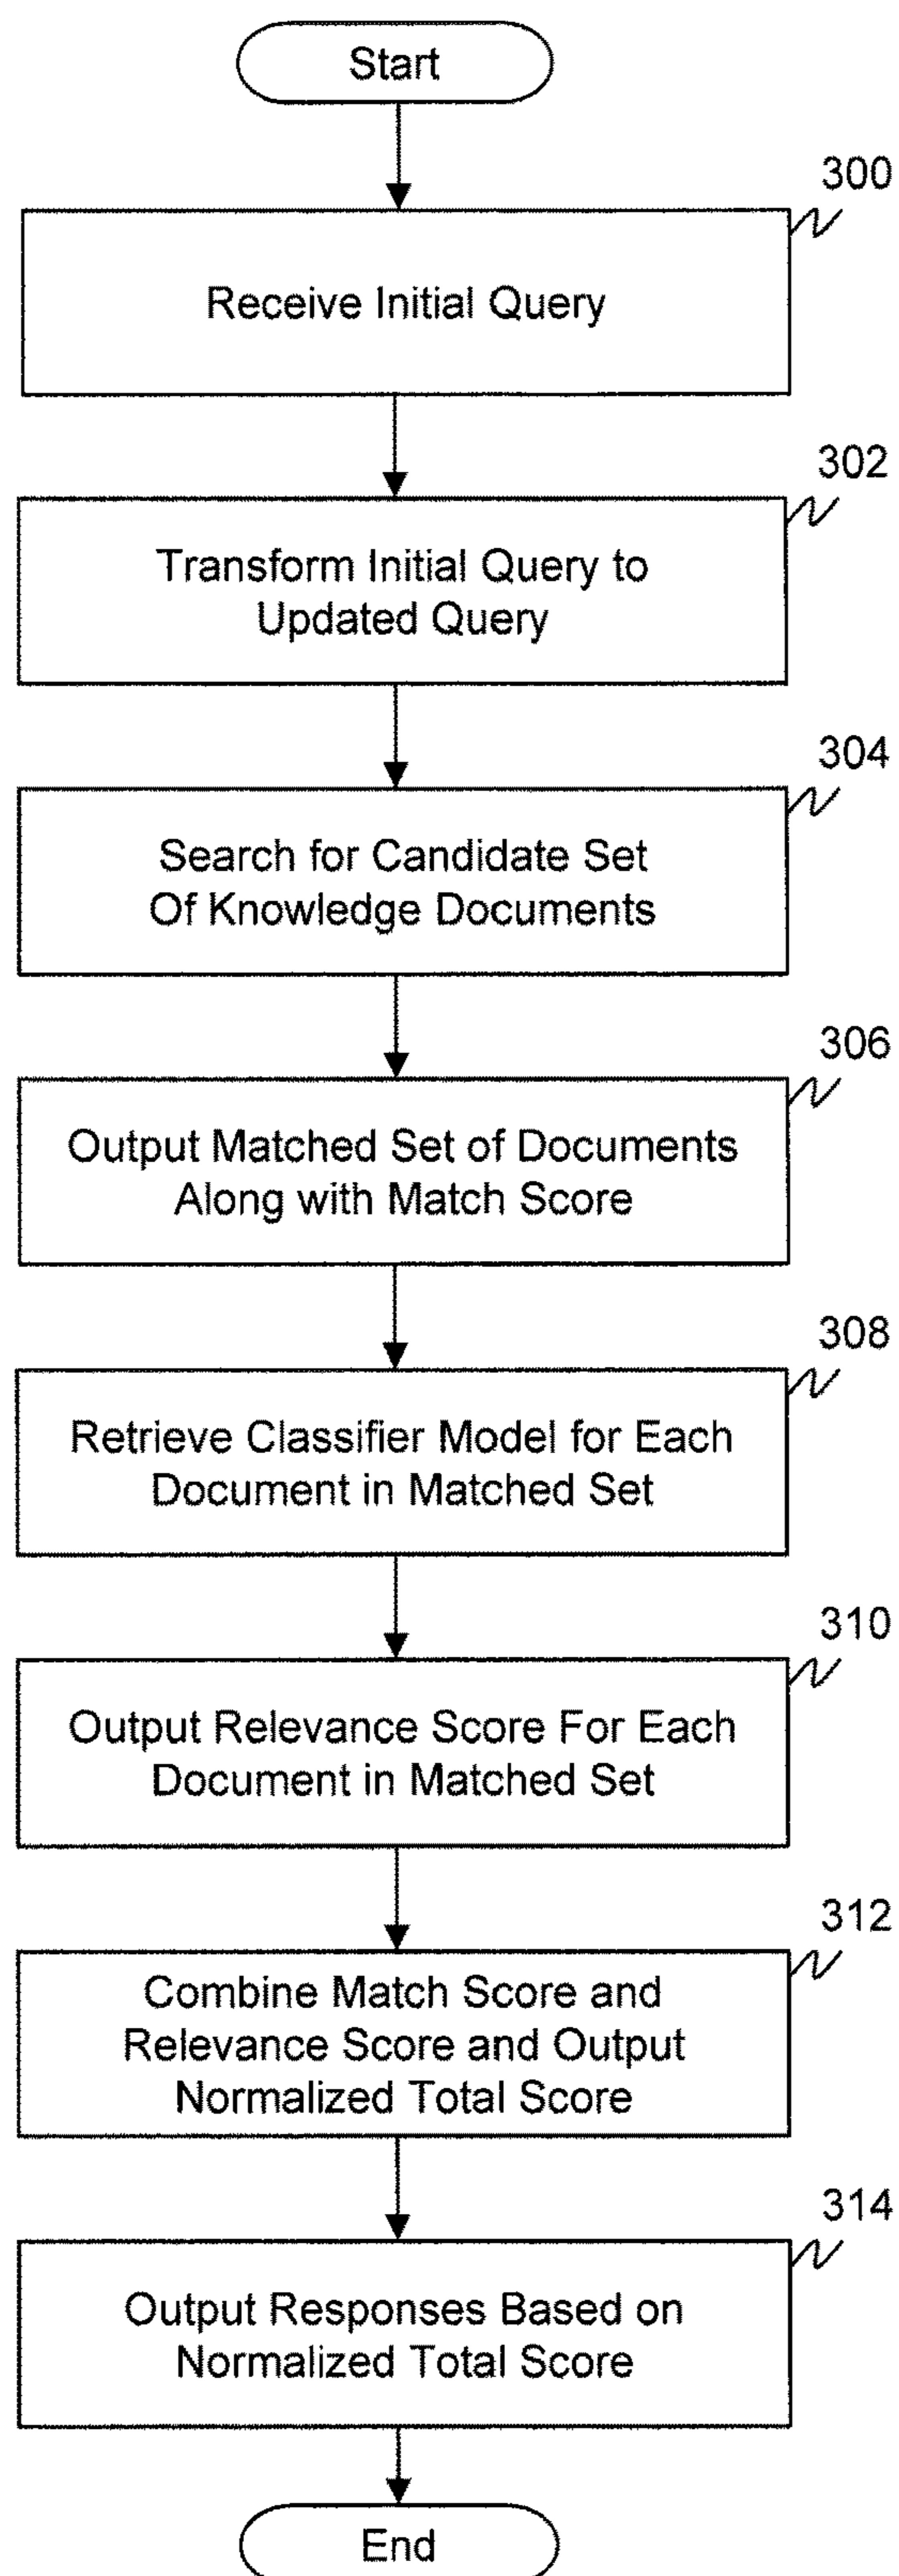 Start
300
Receive Initial Query
302
Transform Initial Query to
Updated Query
304
Search for Candidate Set
Of Knowledge Documents
306
Output Matched Set of Documents
Along with Match Score
308
Retrieve Classifier Model for Each
Document in Matched Set
310
Output Relevance Score For Each
Document in Matched Set
312
Combine Match Score and
Relevance Score and Output
Normalized Total Score
314
Output Responses Based on
Normalized Total Score
End